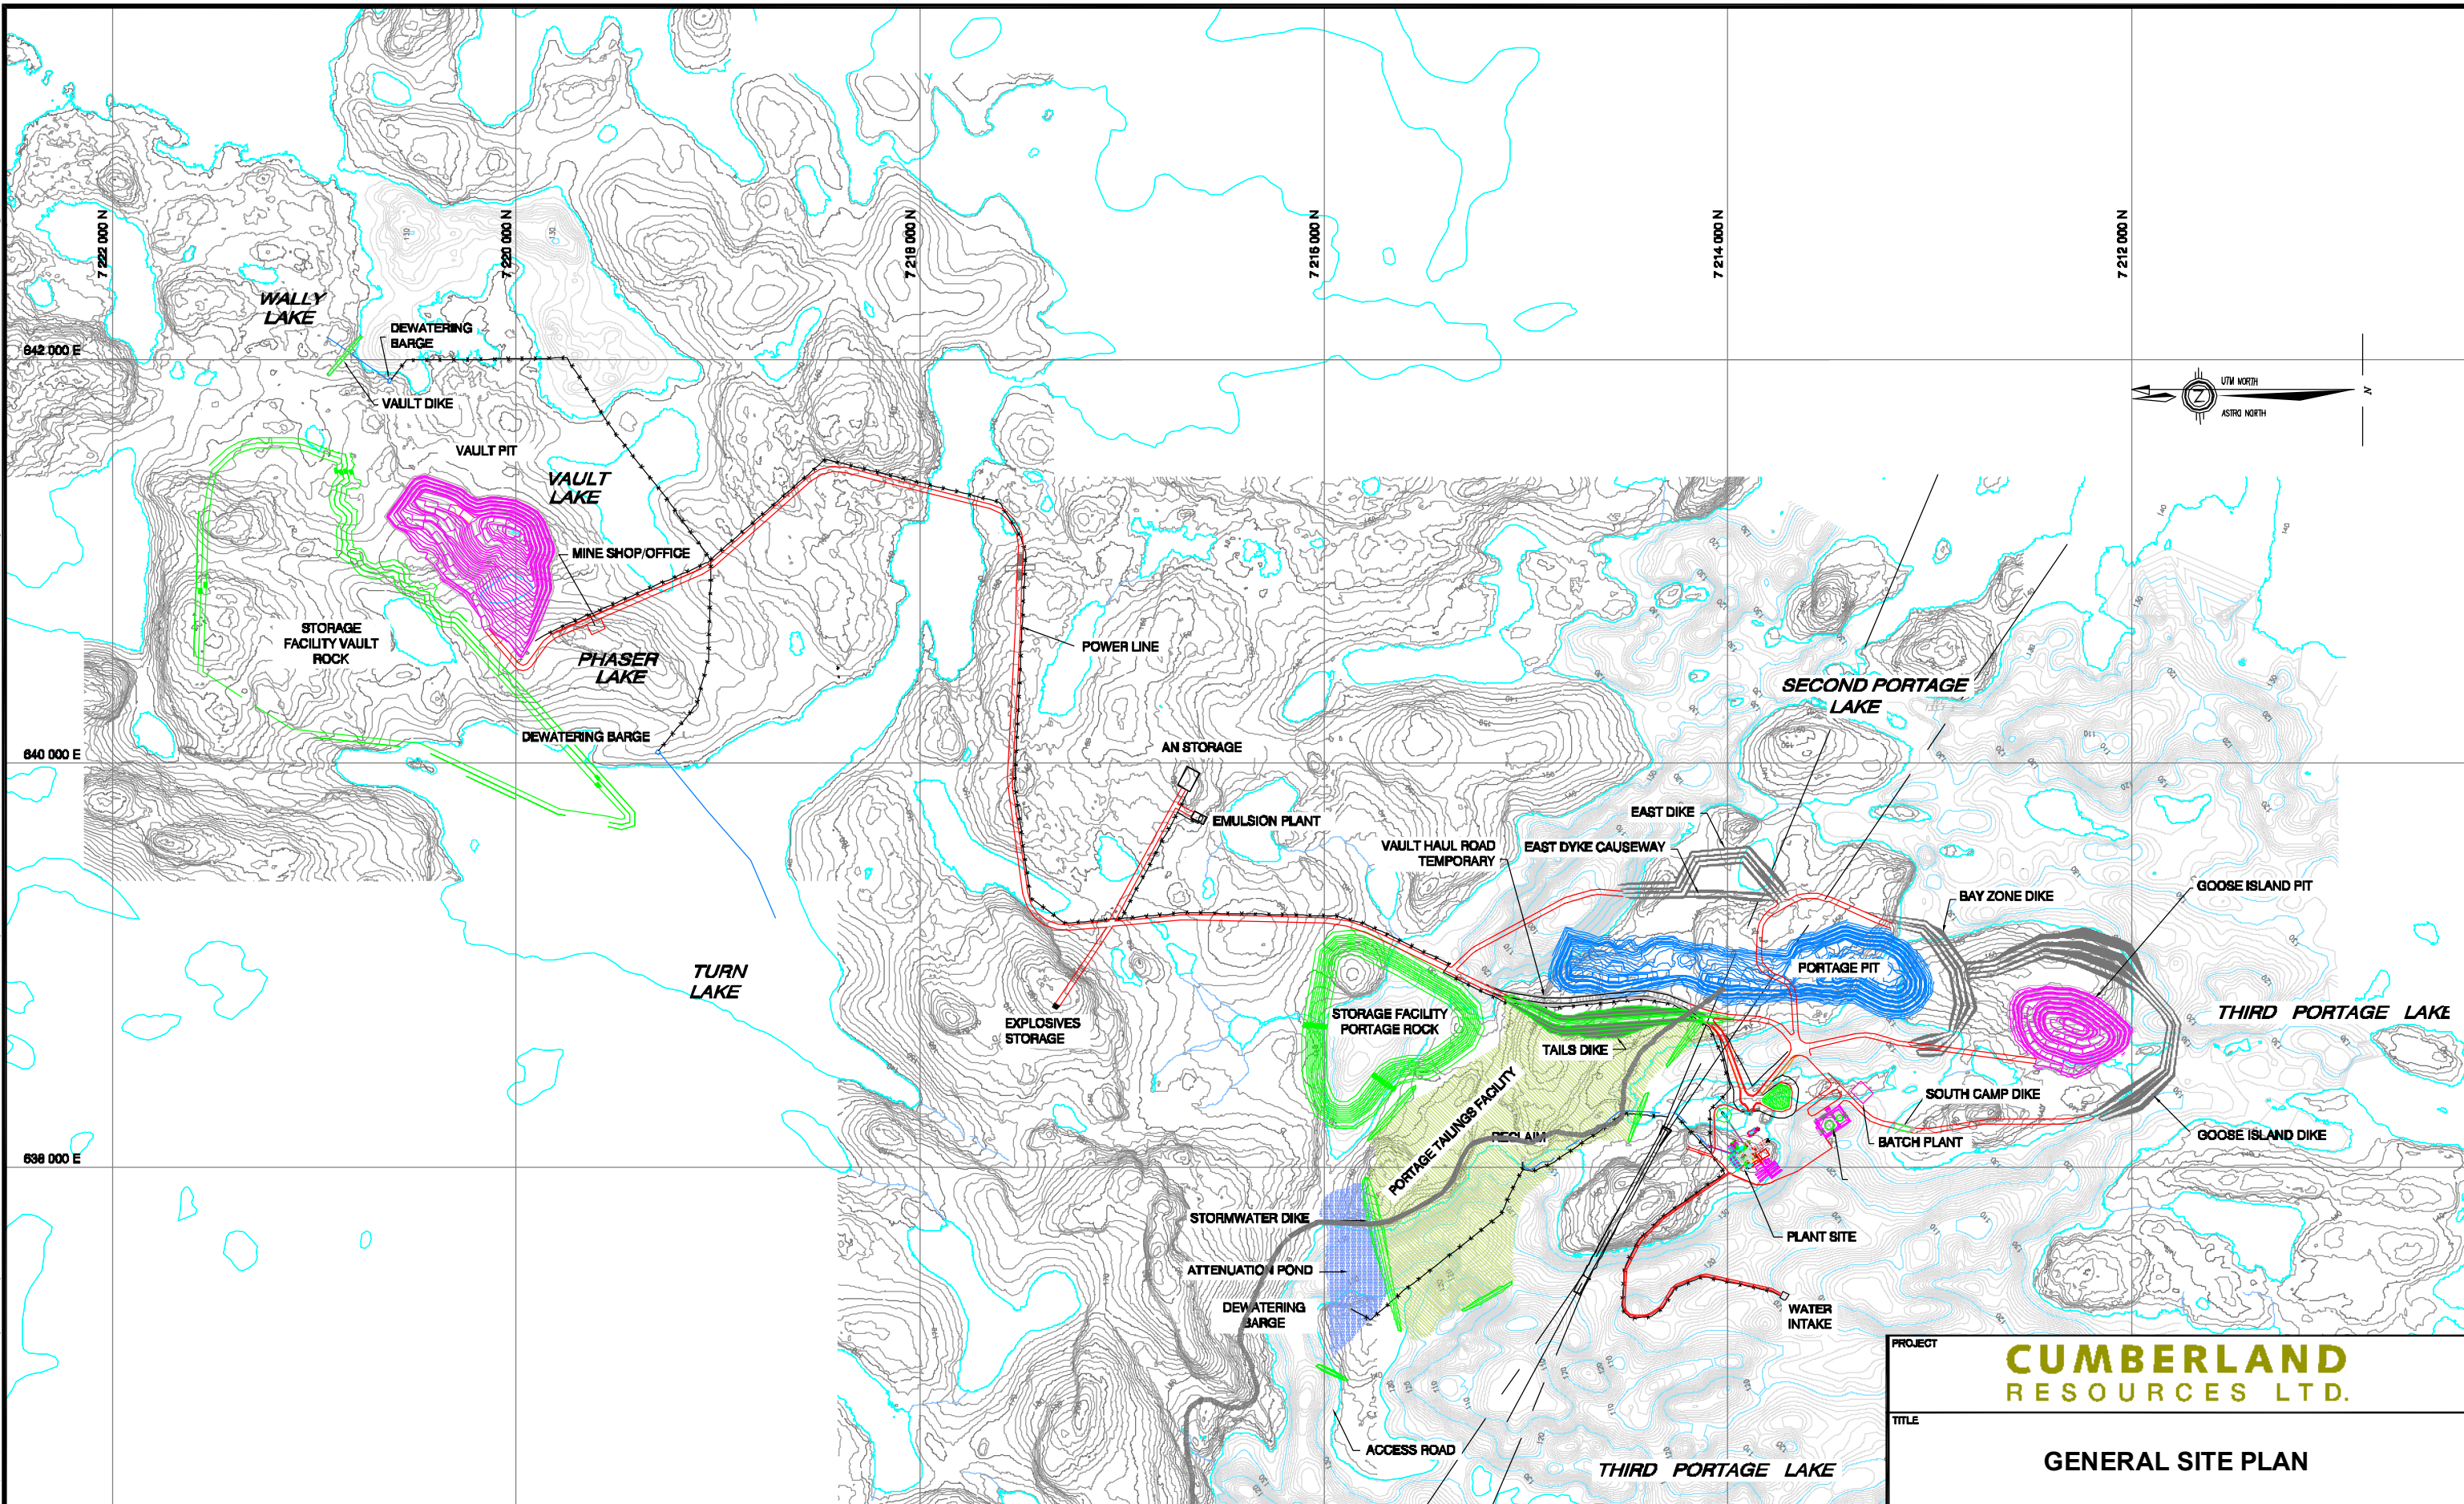 7 222 000 N
7 220 000 N
7 218 000 N
7 216 000 N
7 214 000 N
7 212 000 N
WALLY
LAKE
DEWATERING
BARGE
642 000 E
VAULT DIKE
UTM NORTH
Z
N
ASTRO NORTH
VAULT PIT
VAULT
LAKE
MINE SHOP/OFFICE
STORAGE
FACILITY VAULT
ROCK
PHASER
LAKE
POWER LINE
SECOND PORTAGE
LAKE
DEWATERING BARGE
640 000 E
AN STORAGE
EMULSION PLANT
EAST DIKE
VAULT HAUL ROAD
TEMPORARY
EAST DYKE CAUSEWAY
BAY ZONE DIKE
GOOSE ISLAND PIT
TURN
LAKE
PORTAGE PIT
EXPLOSIVES
STORAGE
STORAGE FACILITY
PORTAGE ROCK
THIRD PORTAGE LAKE
TAILS DIKE
PORTAGE TAILINGS FACILITY
SOUTH CAMP DIKE
RECLAIM
BATCH PLANT
GOOSE ISLAND DIKE
638 000 E
STORMWATER DIKE
PLANT SITE
ATTENUATION POND
DEWATERING
BARGE
WATER
INTAKE
ACCESS ROAD
THIRD PORTAGE LAKE
PROJECT
CUMBERLAND
RESOURCES LTD.
TITLE
GENERAL SITE PLAN